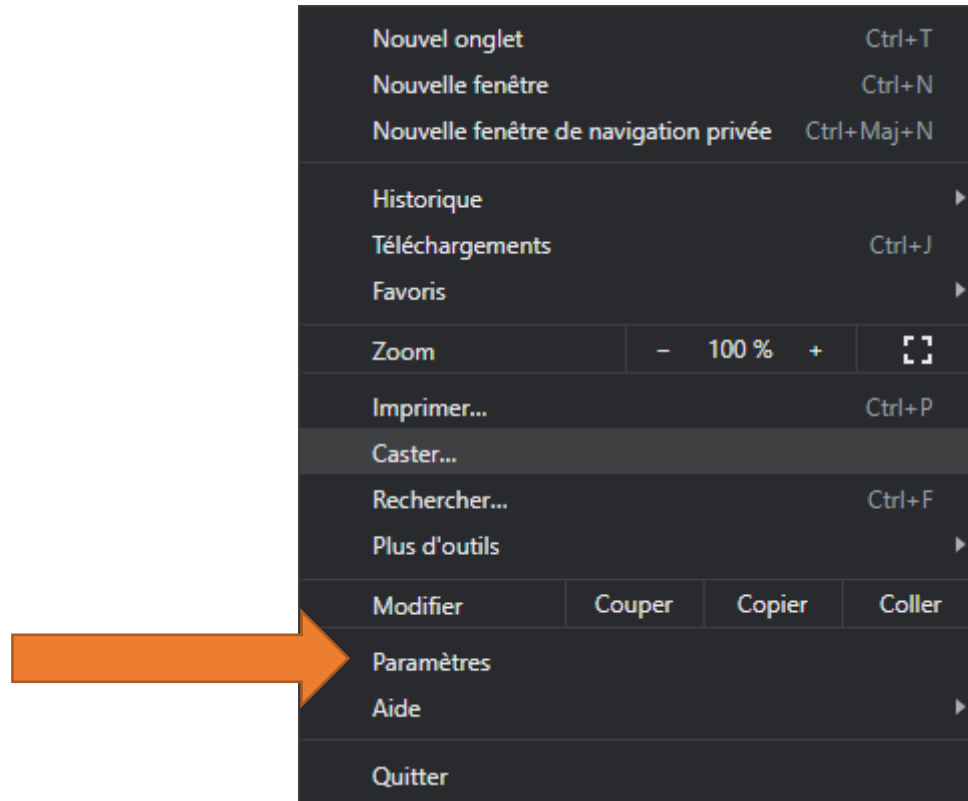 Nouvel onglet Ctrl+T
Nouvelle fenêtre Ctrl+N
Nouvelle fenêtre de navigation privée Ctrl+Maj+N
Historique
Téléchargements Ctrl+J
Favoris
Zoom – 100 % +
Imprimer... Ctrl+P
Caster...
Rechercher... Ctrl+F
Plus d'outils
Modifier Couper Copier Coller
Paramètres
Aide
Quitter